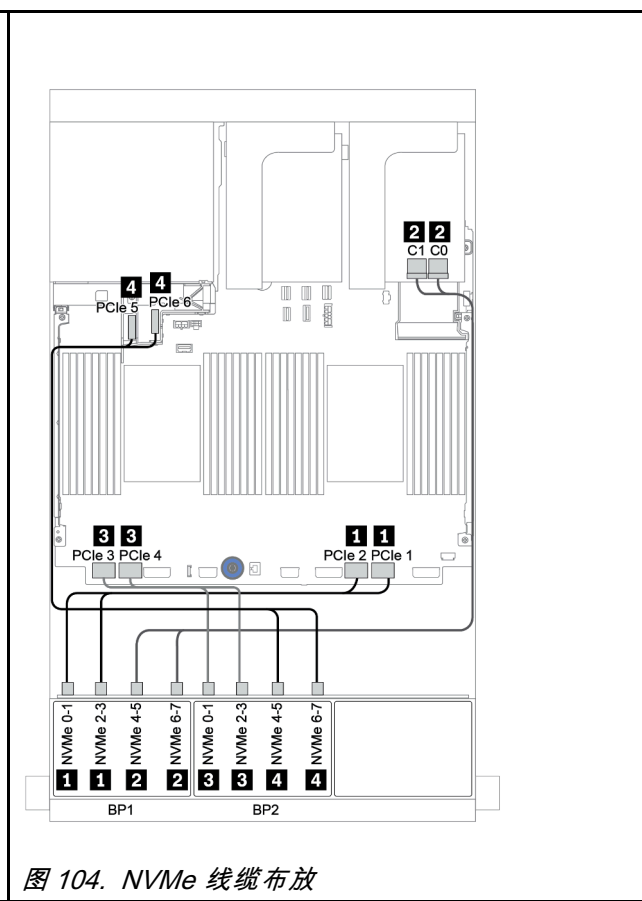 2 2
C1 C0
4 4
PCIe 5 PCIe 6
3 3 1 1
PCIe 3 PCIe 4 PCIe 2 PCIe 1
NVMe 0-1 NVMe 2-3 NVMe 4-5 NVMe 6-7 NVMe 0-1 NVMe 2-3 NVMe 4-5 NVMe 6-7
1 1 2 2 3 3 4 4
BP1 BP2
图 104. NVMe 线缆布放